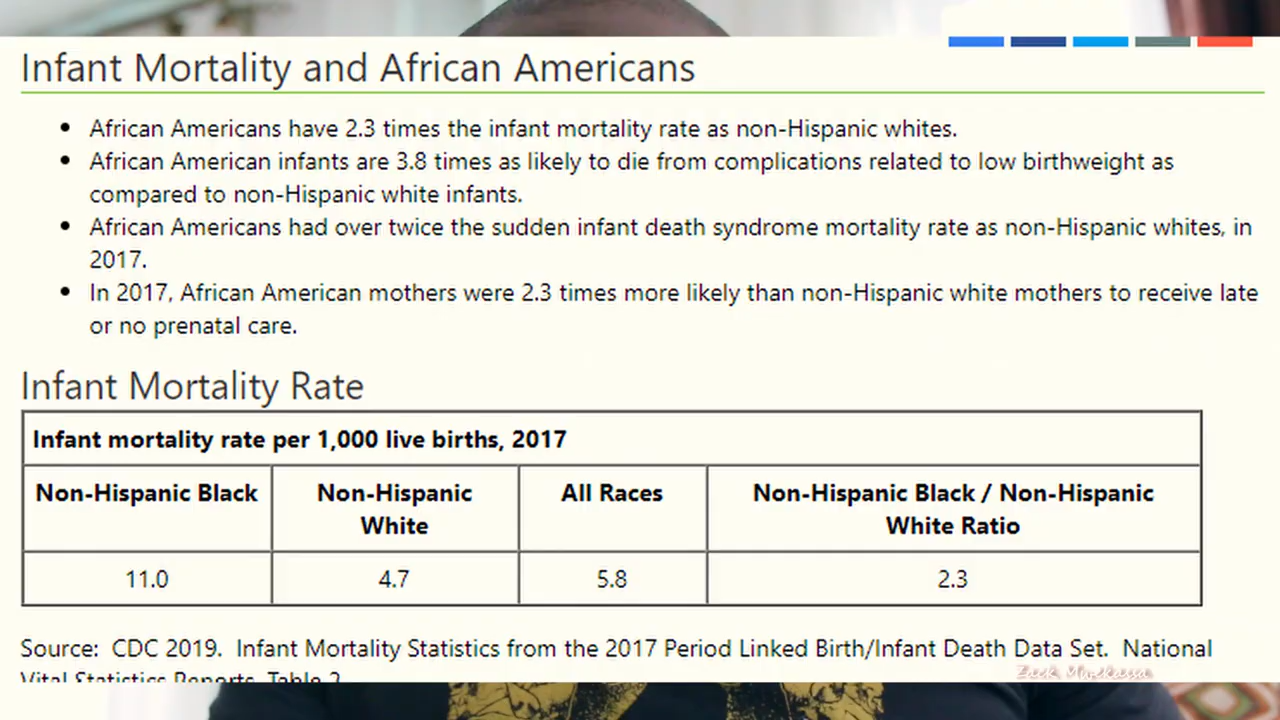 Infant Mortality and African Americans
• African Americans have 2.3 times the infant mortality rate as non-Hispanic whites.
• African American infants are 3.8 times as likely to die from complications related to low birthweight as
compared to non-Hispanic white infants.
• African Americans had over twice the sudden infant death syndrome mortality rate as non-Hispanic whites, in
2017.
• In 2017, African American mothers were 2.3 times more likely than non-Hispanic white mothers to receive late
or no prenatal care.
Infant Mortality Rate
Infant mortality rate per 1,000 live births, 2017
Non-Hispanic Black Non-Hispanic White All Races Non-Hispanic Black / Non-Hispanic White Ratio
11.0 4.7 5.8 2.3
Source: CDC 2019. Infant Mortality Statistics from the 2017 Period Linked Birth/Infant Death Data Set. National
Vital Statistics Reports. Table 2